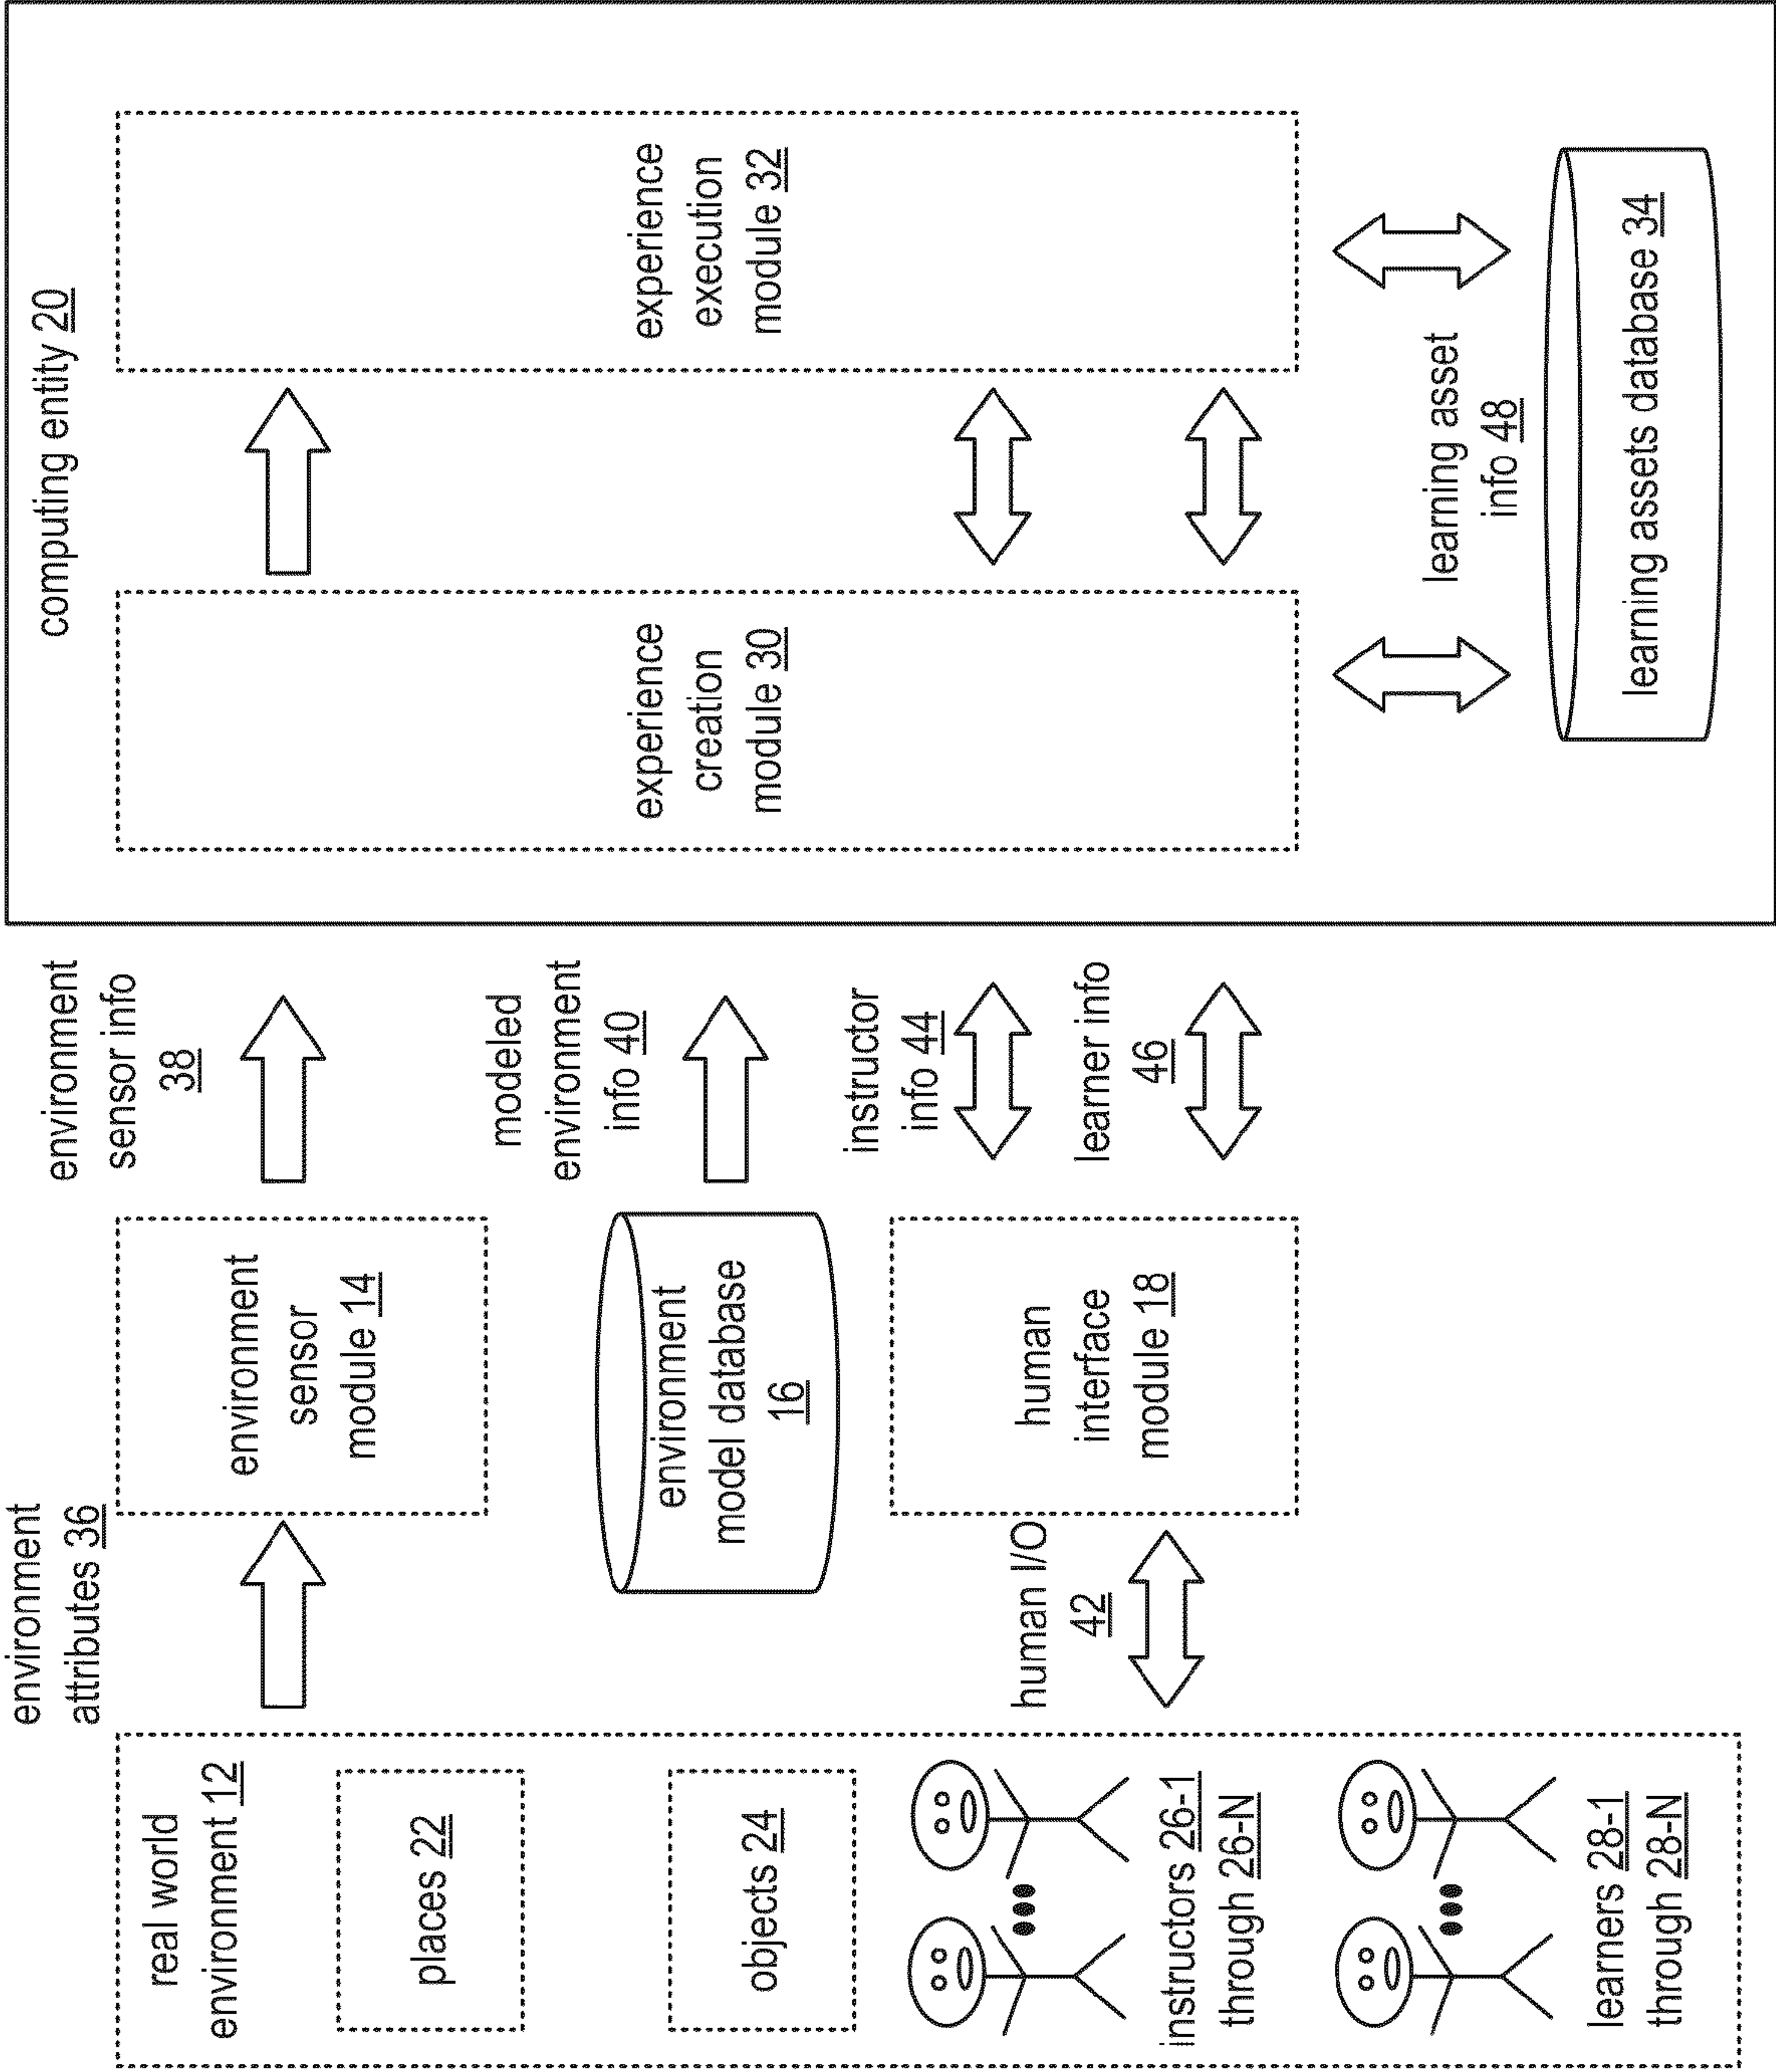 real world
environment 12
places 22
objects 24
instructors 26-1
through 26-N
learners 28-1
through 28-N
environment
attributes 36
human I/O
42
environment
sensor
module 14
environment
model database
16
human
interface
module 18
environment
sensor info
38
modeled
environment
info 40
instructor
info 44
learner info
46
computing entity 20
experience
creation
module 30
experience
execution
module 32
learning asset
info 48
learning assets database 34